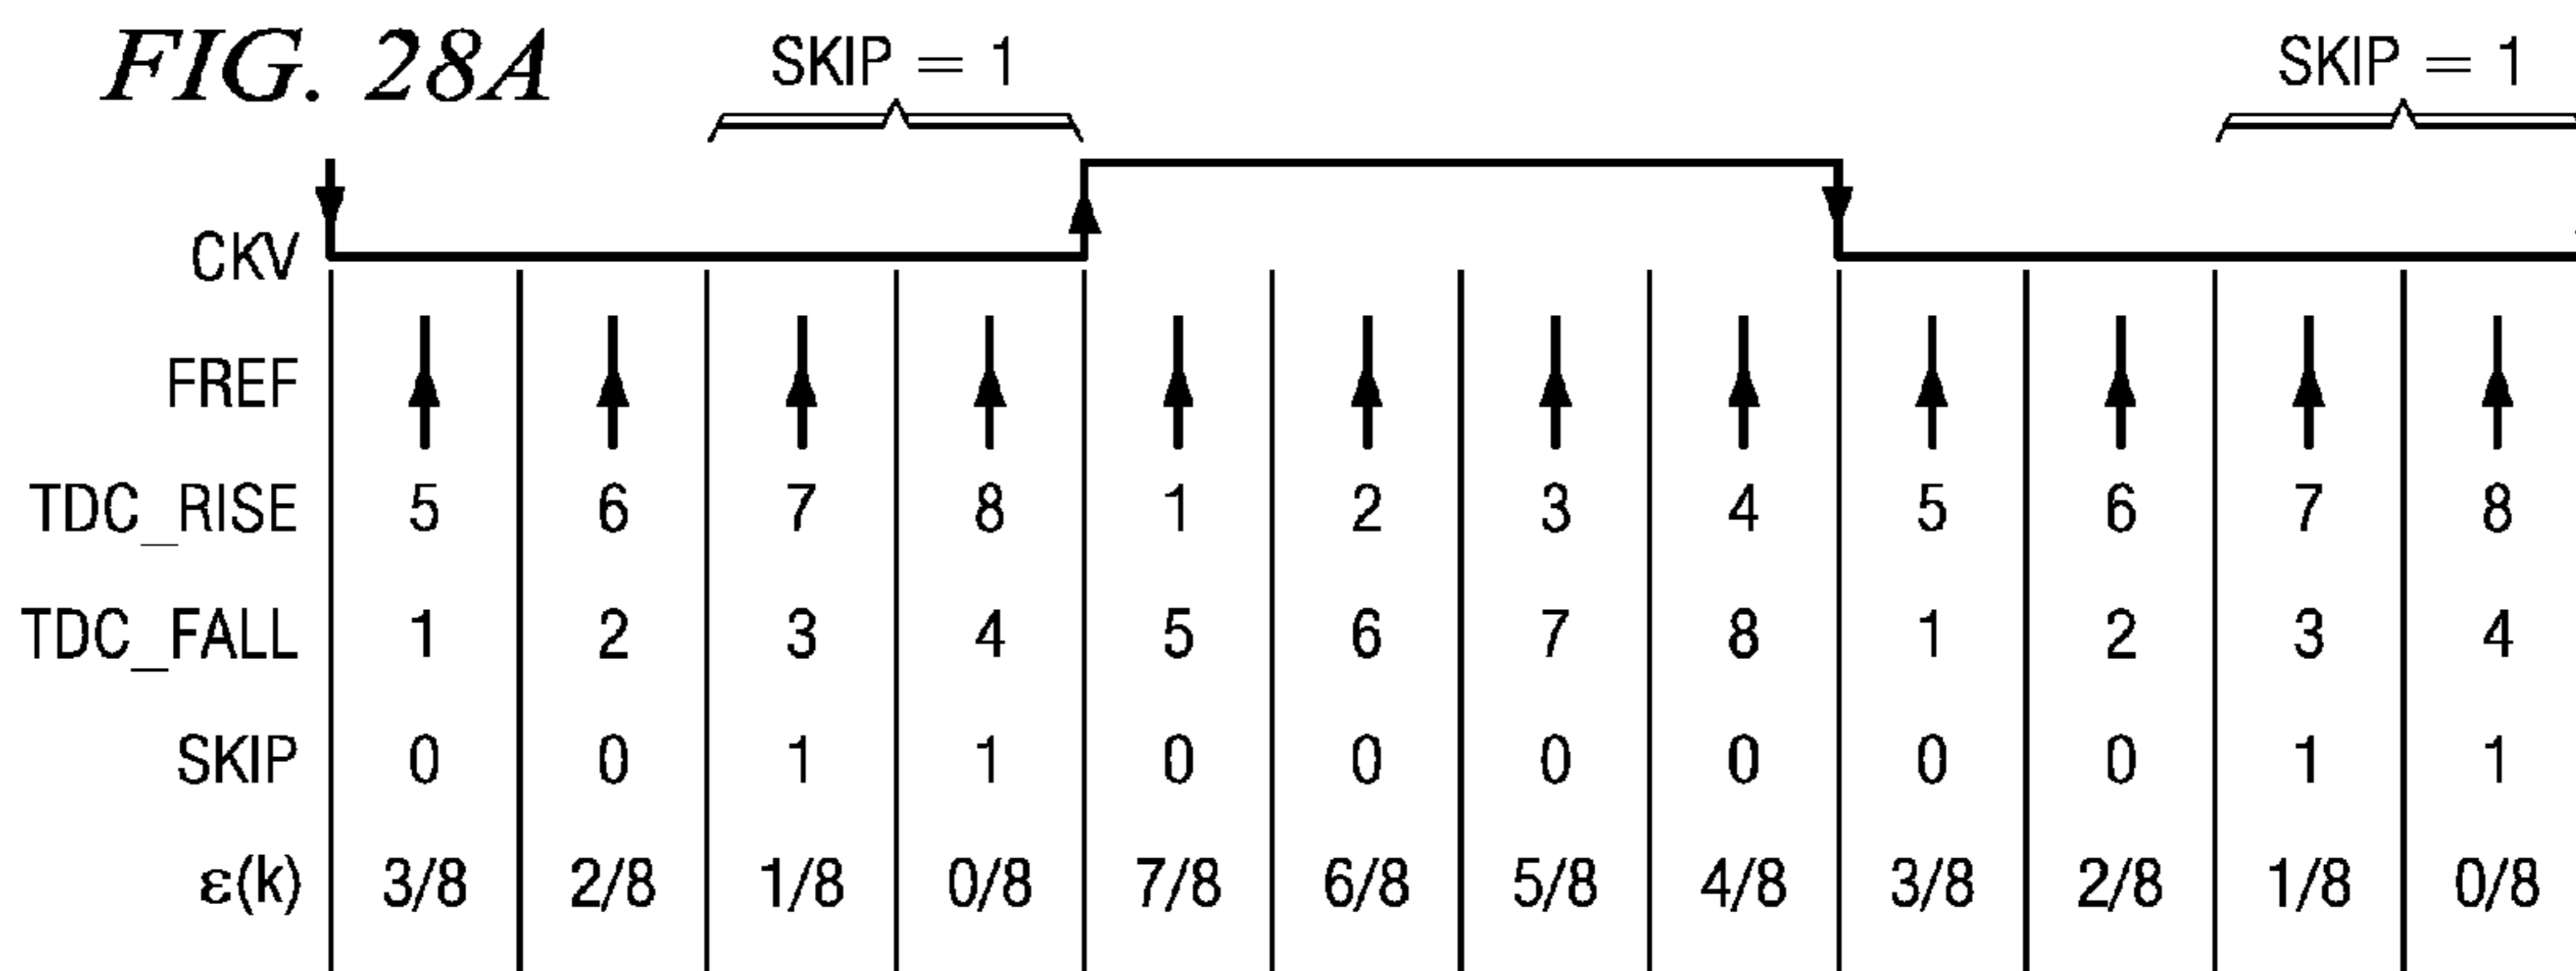 FIG. 28A SKIP = 1 SKIP = 1
CKV
FREF
TDC_RISE 5 6 7 8 1 2 3 4 5 6 7 8
TDC_FALL 1 2 3 4 5 6 7 8 1 2 3 4
SKIP 0 0 1 1 0 0 0 0 0 0 1 1
ε(k) 3/8 2/8 1/8 0/8 7/8 6/8 5/8 4/8 3/8 2/8 1/8 0/8